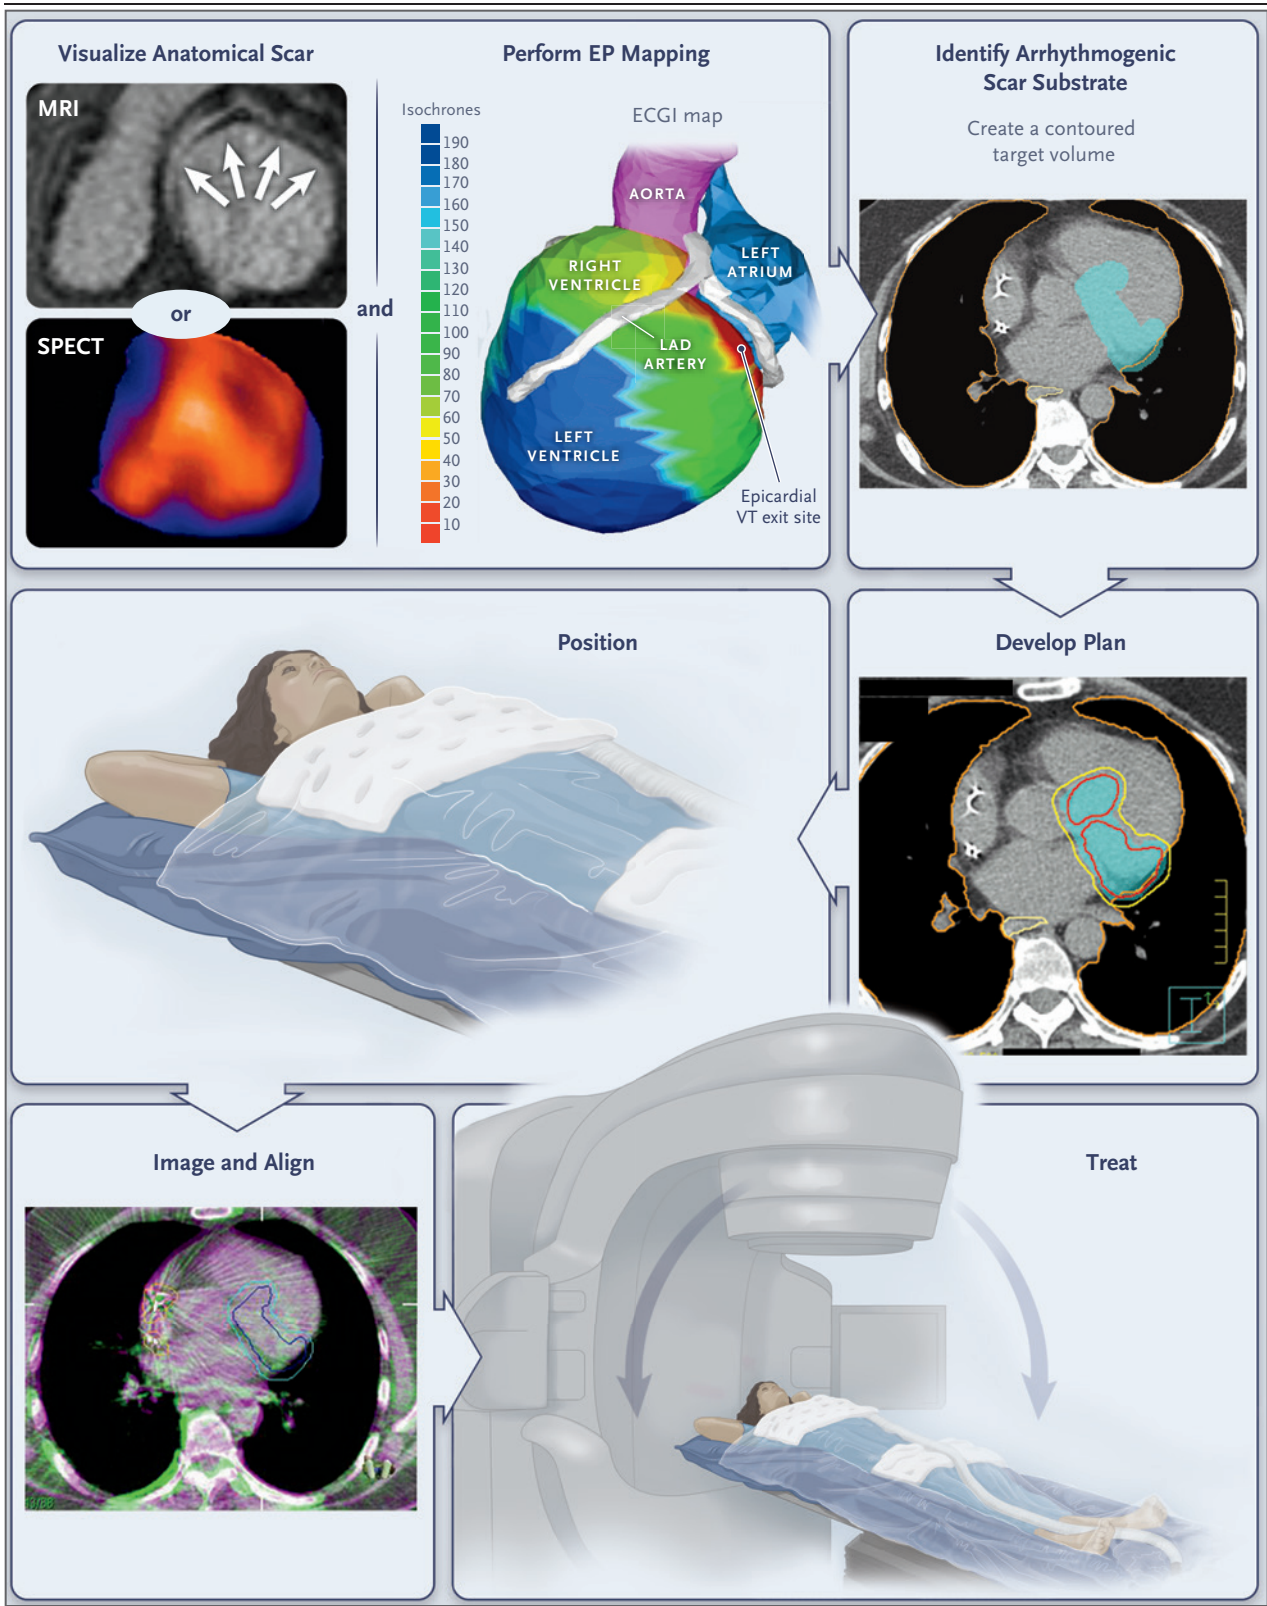 Visualize Anatomical Scar
MRI
or
SPECT
and
Perform EP Mapping
Isochrones
190
180
170
160
150
140
130
120
110
100
90
80
70
60
50
40
30
20
10
ECGI map
AORTA
LEFT
ATRIUM
RIGHT
VENTRICLE
LAD
ARTERY
LEFT
VENTRICLE
Epicardial
VT exit site
Identify Arrhythmogenic
Scar Substrate
Create a contoured
target volume
Develop Plan
Position
Image and Align
Treat